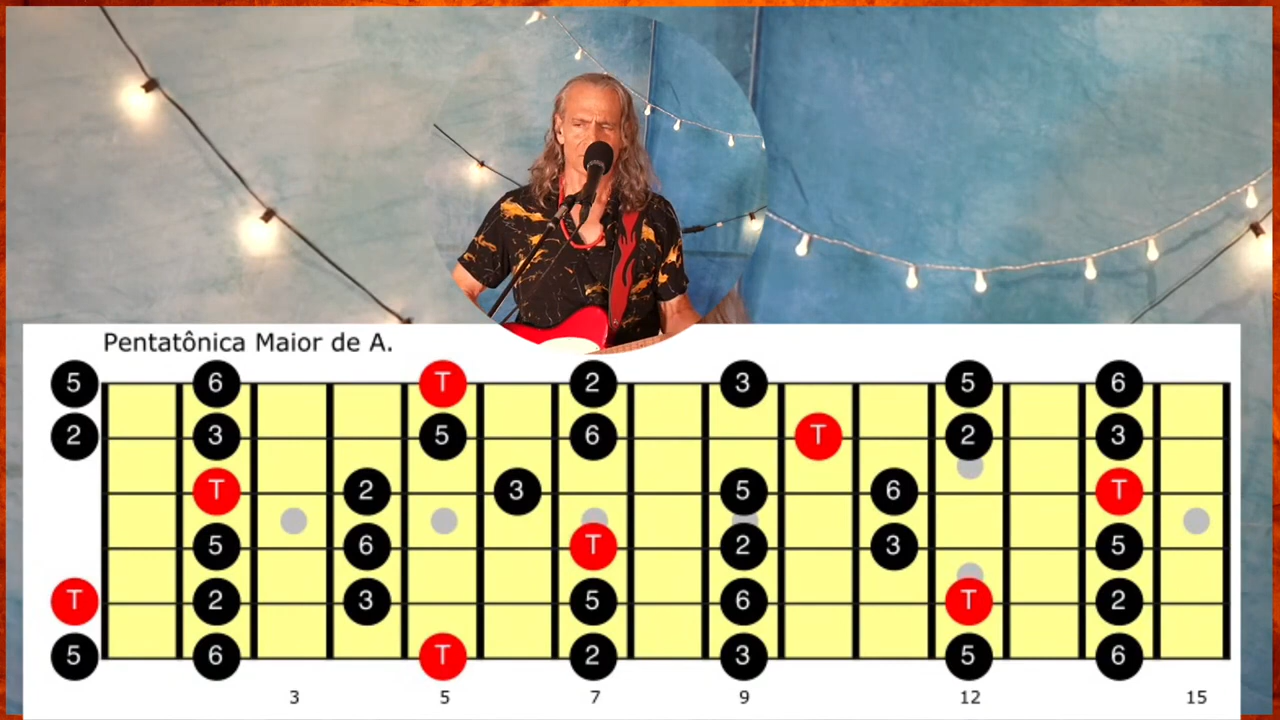 Pentatônica Maior de A.
5 6 T 2 3 5 6
2 3 5 6 T 2 3
T 2 3 5 6 T
5 6 T 2 3 5
T 2 3 5 6 T 2
5 6 T 2 3 5 6
3 5 7 9 12 15